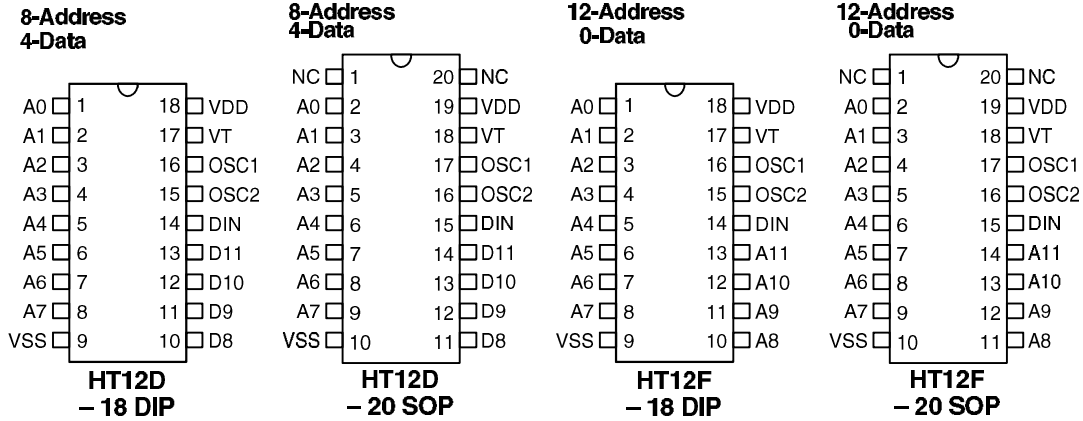 8-Address
4-Data
A0 1 18 VDD
A1 2 17 VT
A2 3 16 OSC1
A3 4 15 OSC2
A4 5 14 DIN
A5 6 13 D11
A6 7 12 D10
A7 8 11 D9
VSS 9 10 D8
HT12D
– 18 DIP
8-Address
4-Data
NC 1 20 NC
A0 2 19 VDD
A1 3 18 VT
A2 4 17 OSC1
A3 5 16 OSC2
A4 6 15 DIN
A5 7 14 D11
A6 8 13 D10
A7 9 12 D9
VSS 10 11 D8
HT12D
– 20 SOP
12-Address
0-Data
A0 1 18 VDD
A1 2 17 VT
A2 3 16 OSC1
A3 4 15 OSC2
A4 5 14 DIN
A5 6 13 A11
A6 7 12 A10
A7 8 11 A9
VSS 9 10 A8
HT12F
– 18 DIP
12-Address
0-Data
NC 1 20 NC
A0 2 19 VDD
A1 3 18 VT
A2 4 17 OSC1
A3 5 16 OSC2
A4 6 15 DIN
A5 7 14 A11
A6 8 13 A10
A7 9 12 A9
VSS 10 11 A8
HT12F
– 20 SOP